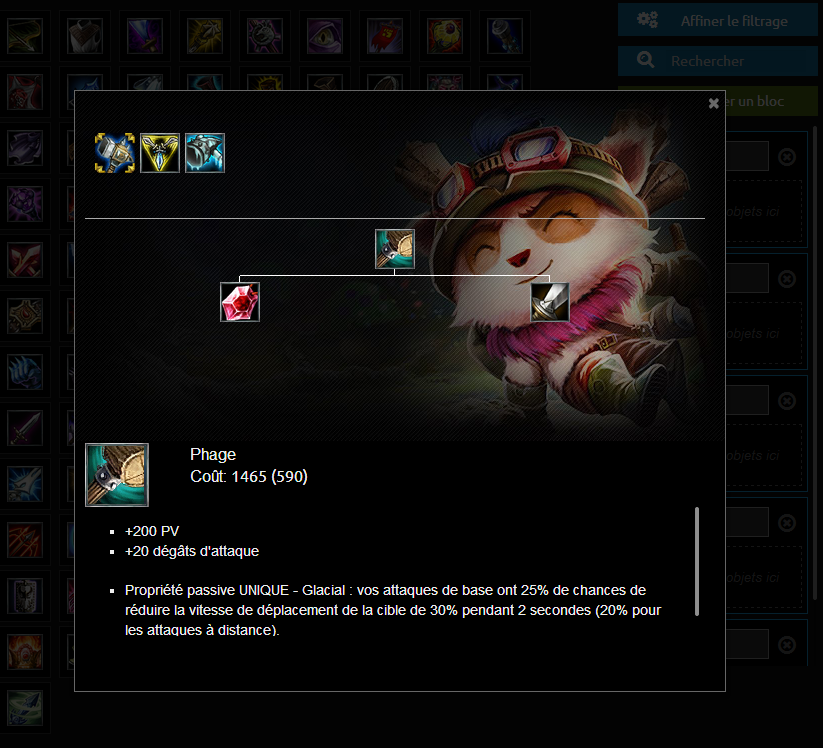 Affiner le filtrage
Rechercher
er un bloc
objets ici
objets ici
objets ici
objets ici
Phage
Coût: 1465 (590)
+200 PV
+20 dégâts d'attaque
Propriété passive UNIQUE - Glacial : vos attaques de base ont 25% de chances de
réduire la vitesse de déplacement de la cible de 30% pendant 2 secondes (20% pour
les attaques à distance).